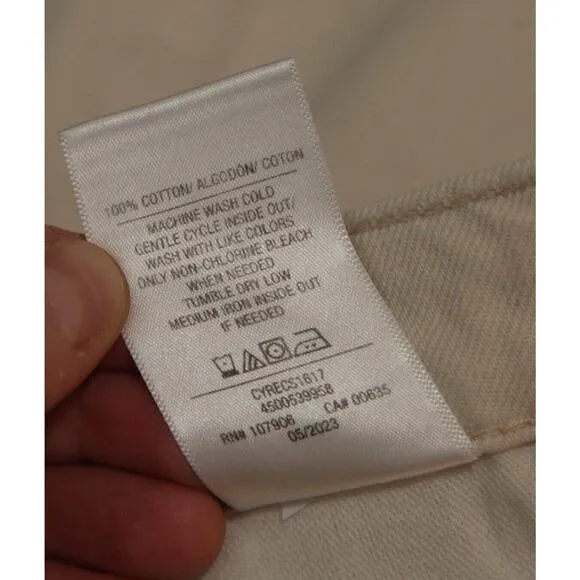 100% COTTON/ ALGODÓN/ COTON
MACHINE WASH COLD
GENTLE CYCLE INSIDE OUT/
WASH WITH LIKE COLORS
ONLY NON-CHLORINE BLEACH
WHEN NEEDED
TUMBLE DRY LOW
MEDIUM IRON INSIDE OUT
IF NEEDED
CYRECS1617
4500539958
RN# 107906 CA# 00635
05/2023